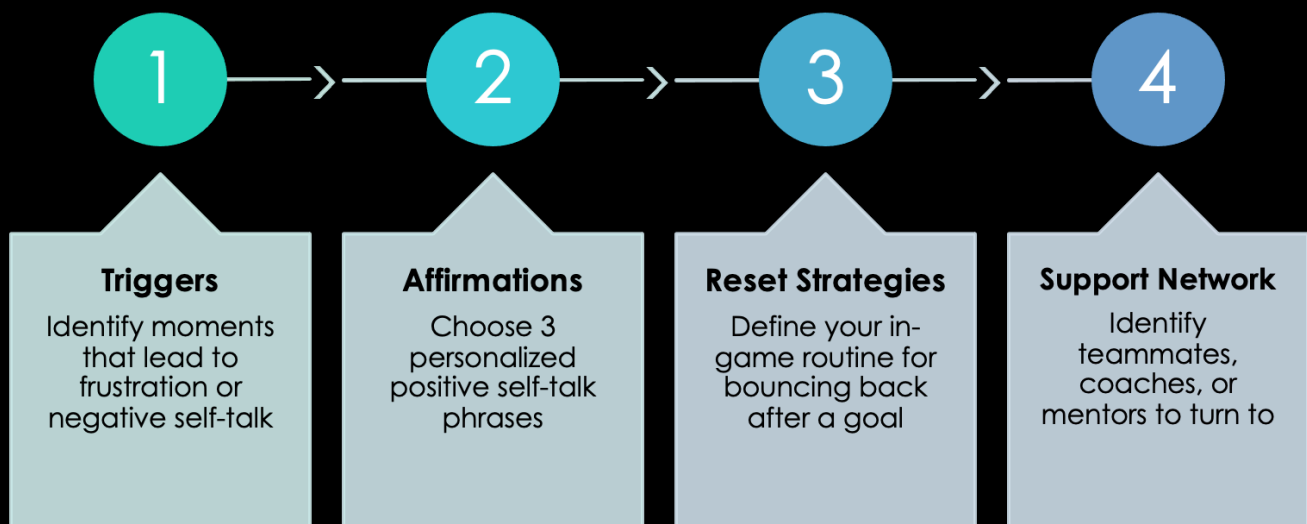 1
2
3
4
Triggers
Identify moments
that lead to
frustration or
negative self-talk
Affirmations
Choose 3
personalized
positive self-talk
phrases
Reset Strategies
Define your in-
game routine for
bouncing back
after a goal
Support Network
Identify
teammates,
coaches, or
mentors to turn to